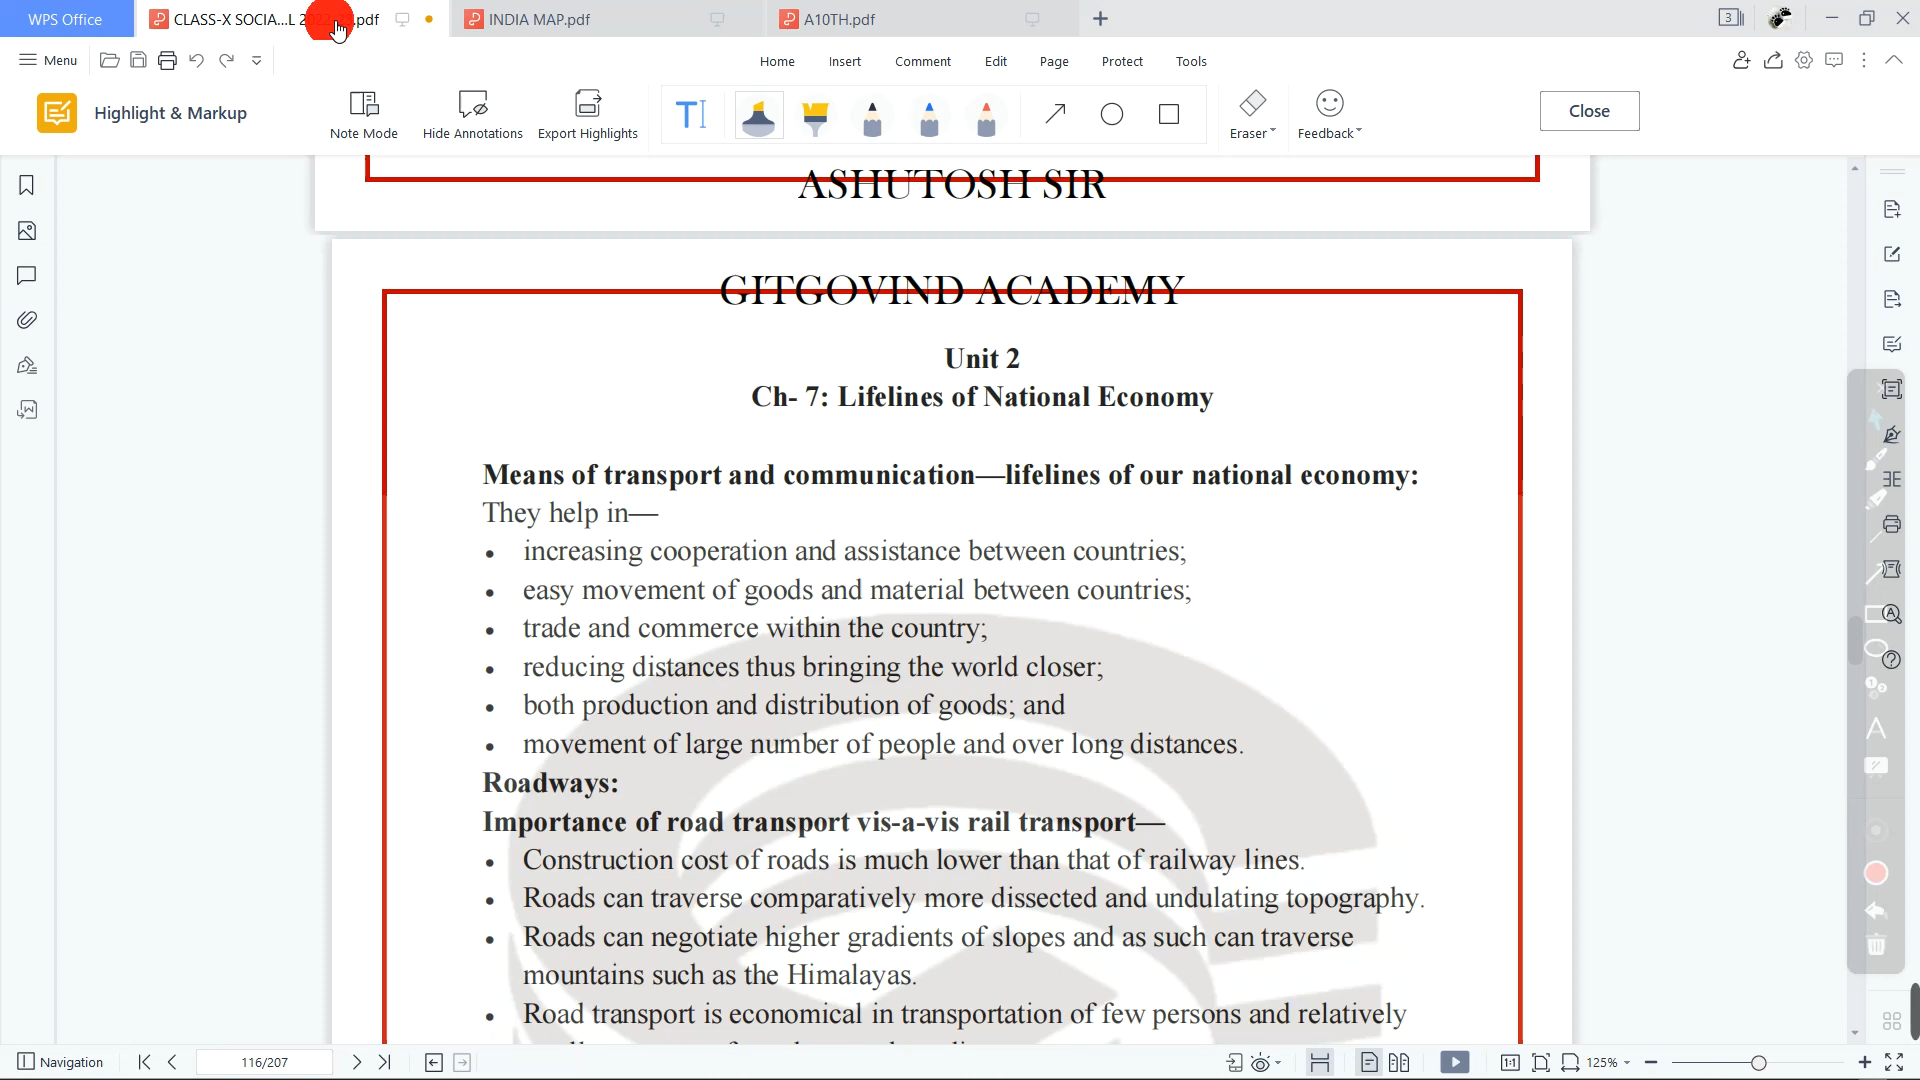 WPS Office
CLASS-X SOCIA...L 2022-23.pdf
INDIA MAP.pdf
A10TH.pdf
3
Menu
Home
Insert
Comment
Edit
Page
Protect
Tools
Highlight & Markup
Note Mode
Hide Annotations
Export Highlights
Eraser
Feedback
Close
ASHUTOSH SIR
GITGOVIND ACADEMY
Unit 2
Ch- 7: Lifelines of National Economy
Means of transport and communication—lifelines of our national economy:
They help in—
• increasing cooperation and assistance between countries;
• easy movement of goods and material between countries;
• trade and commerce within the country;
• reducing distances thus bringing the world closer;
• both production and distribution of goods; and
• movement of large number of people and over long distances.
Roadways:
Importance of road transport vis-a-vis rail transport—
• Construction cost of roads is much lower than that of railway lines.
• Roads can traverse comparatively more dissected and undulating topography.
• Roads can negotiate higher gradients of slopes and as such can traverse
mountains such as the Himalayas.
• Road transport is economical in transportation of few persons and relatively
Navigation
116/207
125%